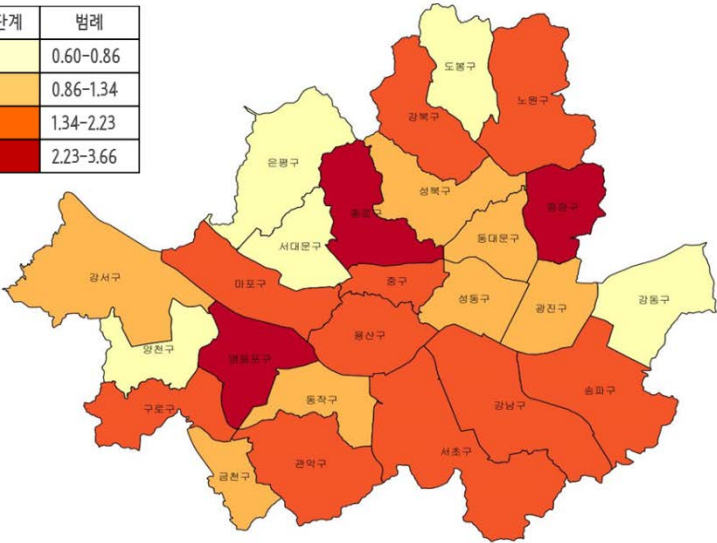 단계 범례
0.60-0.86
0.86-1.34
1.34-2.23
2.23-3.66
도봉구
노원구
강북구
은평구
성북구
종로구
중랑구
동대문구
서대문구
강서구
마포구
중구
성동구
광진구
강동구
용산구
양천구
영등포구
동작구
구로구
강남구
송파구
서초구
관악구
금천구